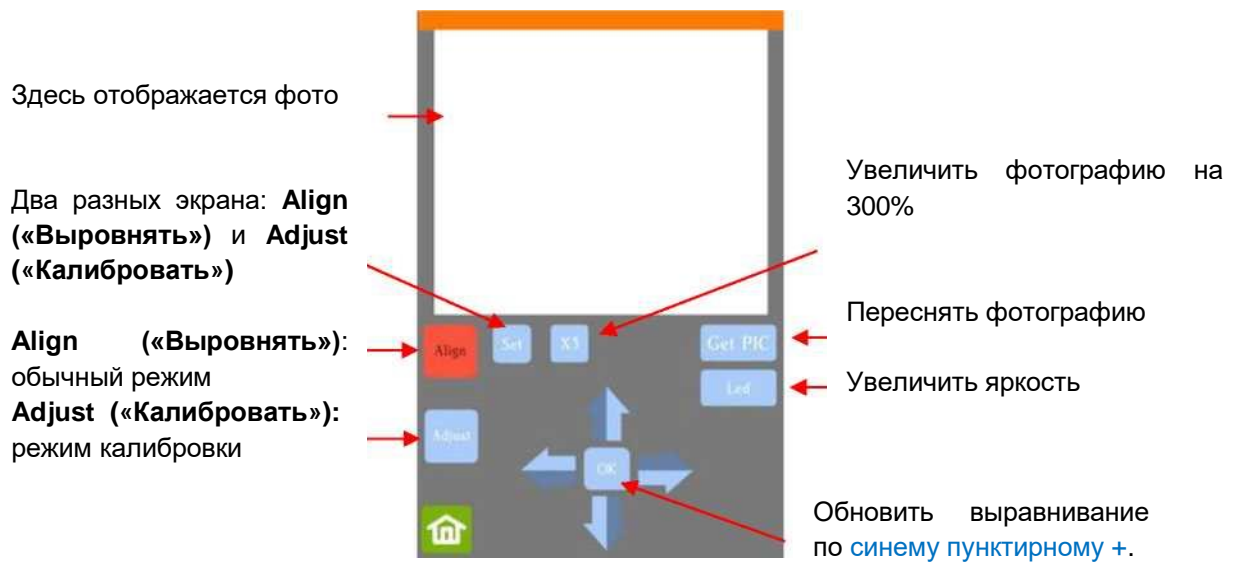 Здесь отображается фото
Два разных экрана: Align
(«Выровнять») и Adjust
(«Калибровать»)
Align («Выровнять»):
обычный режим
Adjust («Калибровать»):
режим калибровки
Align
Set
X3
Get PIC
Led
Adjust
OK
Увеличить фотографию на
300%
Переснять фотографию
Увеличить яркость
Обновить выравнивание
по синему пунктирному +.